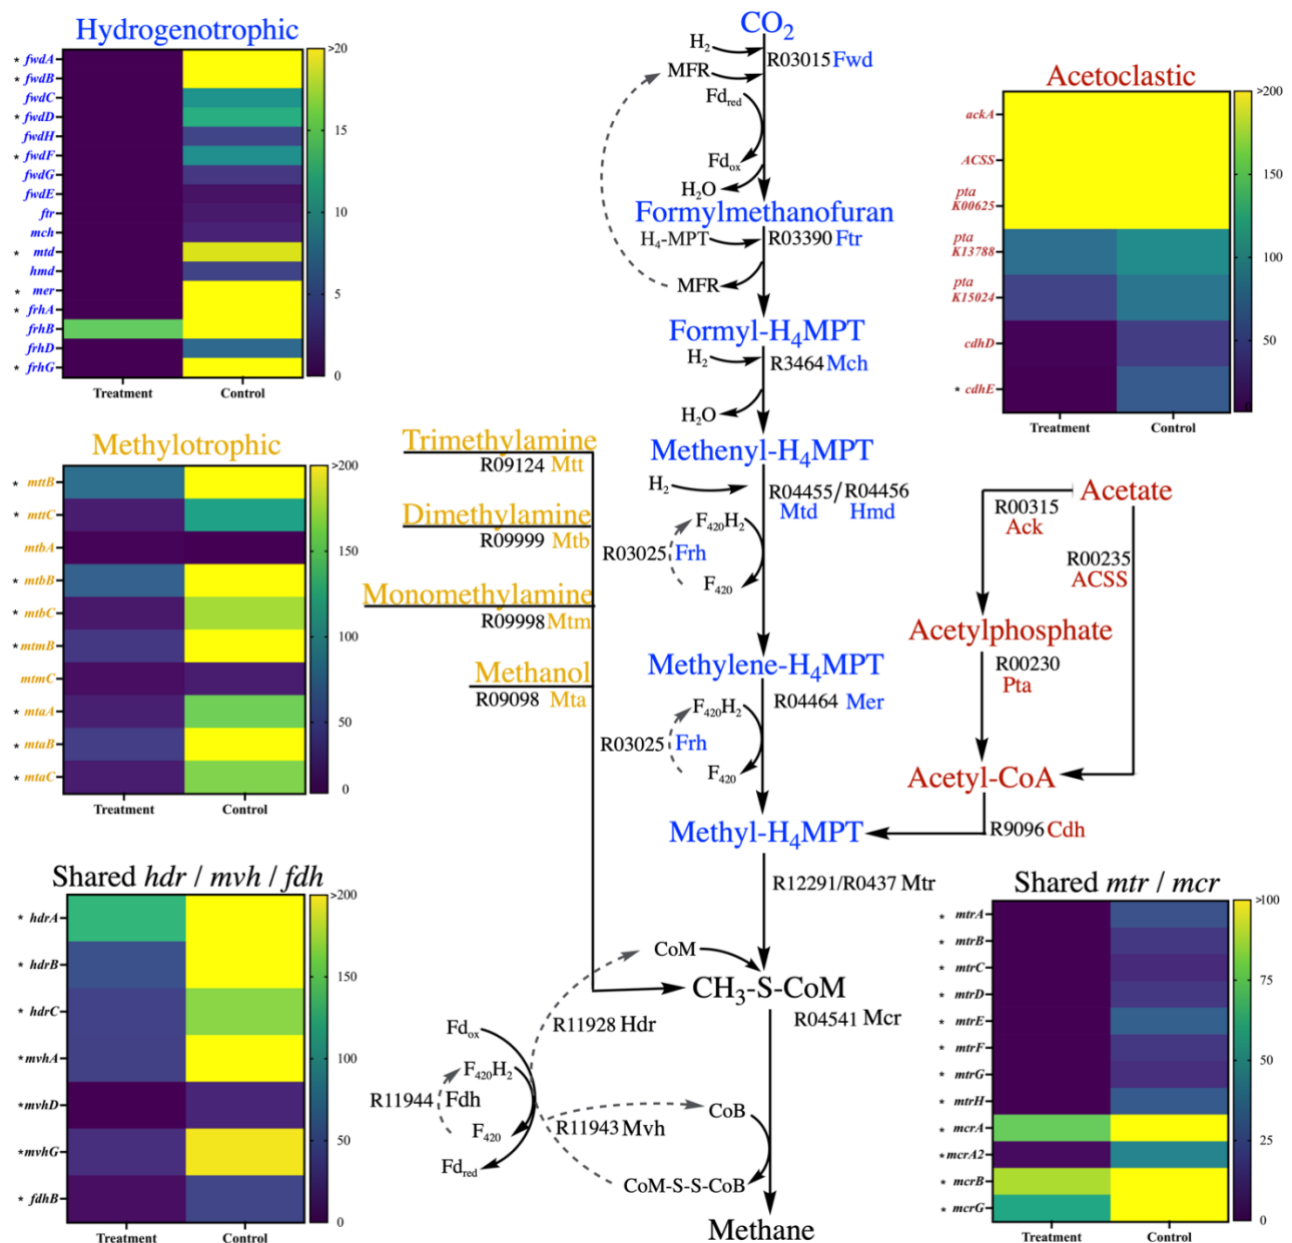 Hydrogenotrophic
* fwdA
* fwdB
fwdC
* fwdD
fwdH
* fwdF
fwdG
fwdE
ftr
mch
* mtd
hmd
* mer
* frhA
frhB
frhD
* frhG
>20
15
10
5
0
Treatment Control
Methylotrophic
* mttB
* mttC
mtbA
* mtbB
* mtbC
* mtmB
mtmC
* mtaA
* mtaB
* mtaC
>200
150
100
50
0
Treatment Control
Shared hdr / mvh / fdh
* hdrA
* hdrB
* hdrC
* mvhA
* mvhD
* mvhG
* fdhB
>200
150
100
50
0
Treatment Control
Trimethylamine
R09124 Mtt
Dimethylamine
R09999 Mtb
Monomethylamine
R09998 Mtm
Methanol
R09098 Mta
CO₂
H₂
R03015 Fwd
MFR
Fd_red
Fd_ox
H₂O
Formylmethanofuran
H₄-MPT
R03390 Ftr
MFR
Formyl-H₄MPT
H₂
R3464 Mch
H₂O
Methenyl-H₄MPT
H₂
R04455/R04456
Mtd Hmd
F₄₂₀H₂
R03025 Frh
F₄₂₀
Methylene-H₄MPT
R04464 Mer
F₄₂₀H₂
R03025 Frh
F₄₂₀
Methyl-H₄MPT
R12291/R0437 Mtr
CoM
CH₃-S-CoM
R11928 Hdr
R04541 Mcr
Fd_ox
F₄₂₀H₂
R11944 Fdh
F₄₂₀
Fd_red
R11943 Mvh
CoB
CoM-S-S-CoB
Methane
Acetoclastic
ackA
ACSS
pta
K00625
pta
K13788
pta
K15024
cdhD
* cdhE
>200
150
100
50
Treatment Control
Acetate
R00315
Ack
R00235
ACSS
Acetylphosphate
R00230
Pta
Acetyl-CoA
R9096 Cdh
Shared mtr / mcr
* mtrA
* mtrB
* mtrC
* mtrD
* mtrE
* mtrF
* mtrG
* mtrH
* mcrA
* mcrA2
* mcrB
* mcrG
>100
75
50
25
0
Treatment Control